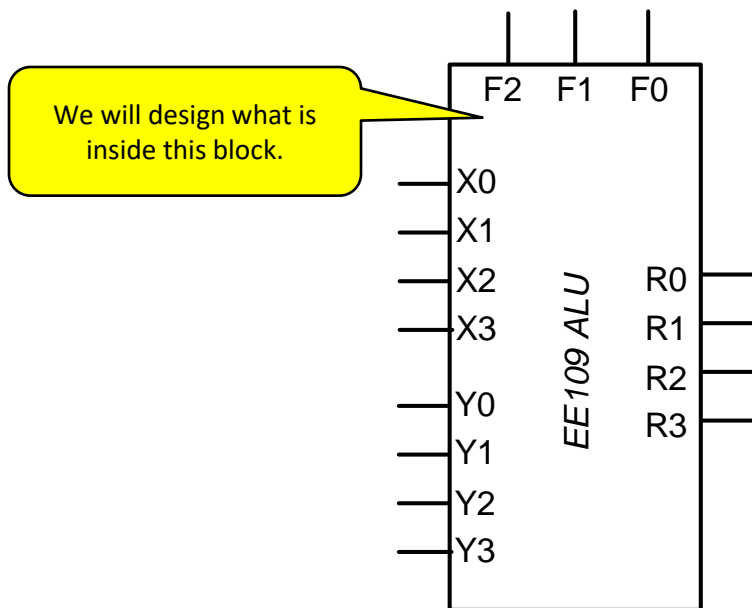 F2 F1 F0
We will design what is
inside this block.
X0
X1
X2
X3
Y0
Y1
Y2
Y3
EE109 ALU
R0
R1
R2
R3